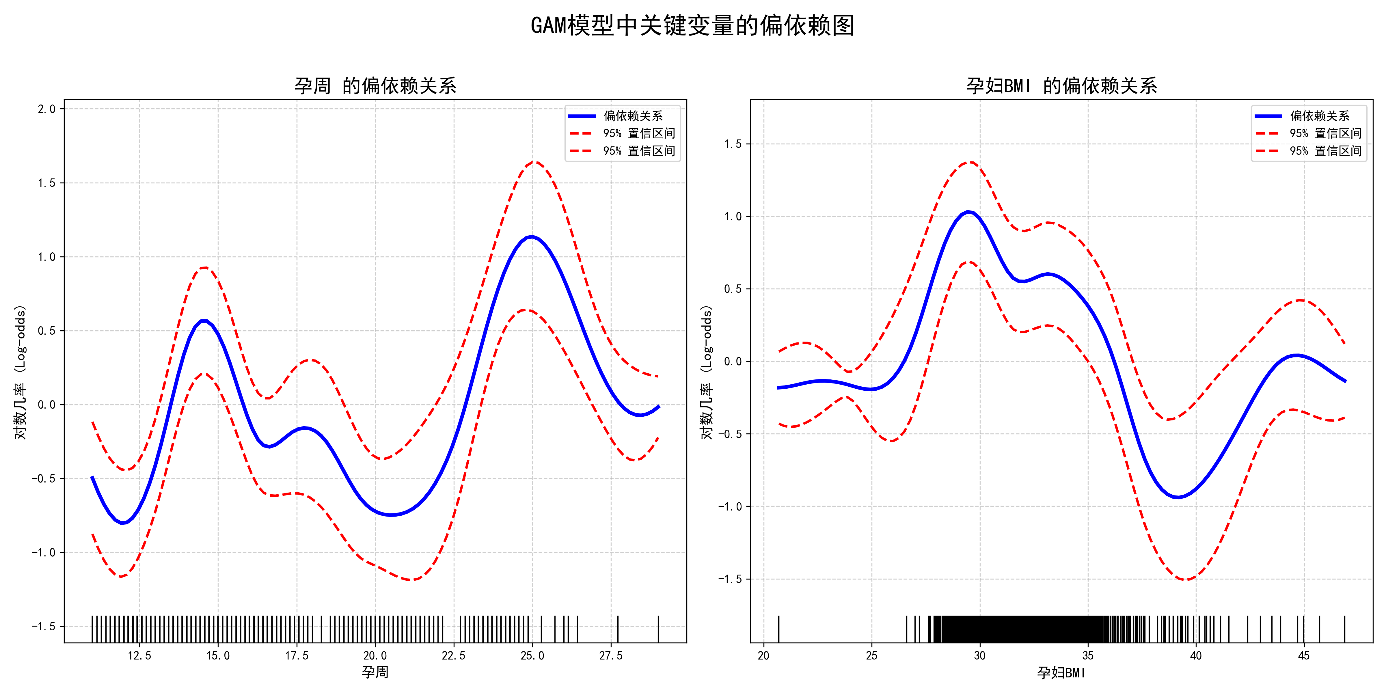 GAM模型中关键变量的偏依赖图
孕周 的偏依赖关系
偏依赖关系
95% 置信区间
95% 置信区间
对数几率 (Log-odds)
2.0
1.5
1.0
0.5
0.0
-0.5
-1.0
-1.5
12.5 15.0 17.5 20.0 22.5 25.0 27.5
孕周
孕妇BMI 的偏依赖关系
偏依赖关系
95% 置信区间
95% 置信区间
对数几率 (Log-odds)
1.5
1.0
0.5
0.0
-0.5
-1.0
-1.5
20 25 30 35 40 45
孕妇BMI